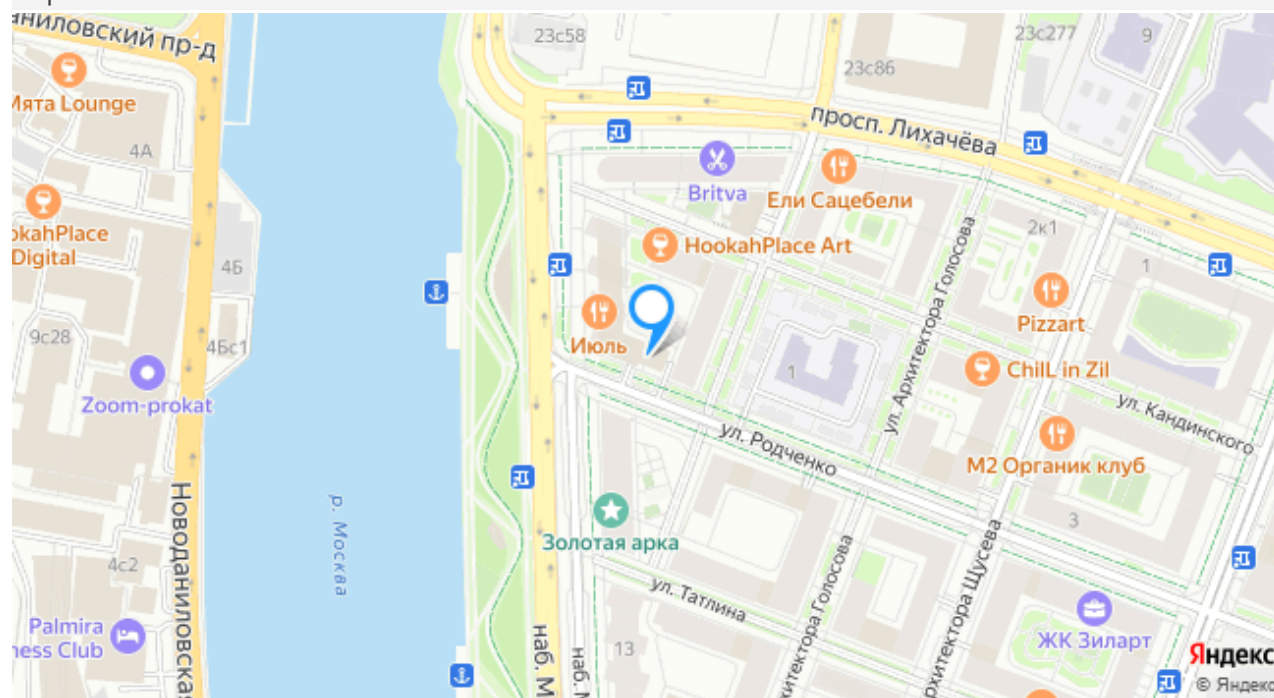 аниловский пр-д
23с58
23с277
9
Мята Lounge
23с86
просп. Лихачёва
4А
Britva
Ели Сацебели
okahPlace
Digital
4Б
HookahPlace Art
ул. Архитектора Голосова
2к1
1
9с28
4Бс1
Июль
Pizzart
Zoom-prokat
1
ChilL in Zil
ул. Кандинского
ул. Родченко
М2 Органик клуб
Новоданиловская
р. Москва
Золотая арка
3
4с2
ул. Татлина
Архитектора Щусева
рхитектора Голосова
Palmira
ness Club
наб. М
наб. М
13
ЖК Зиларт
Яндекс
© Яндекс